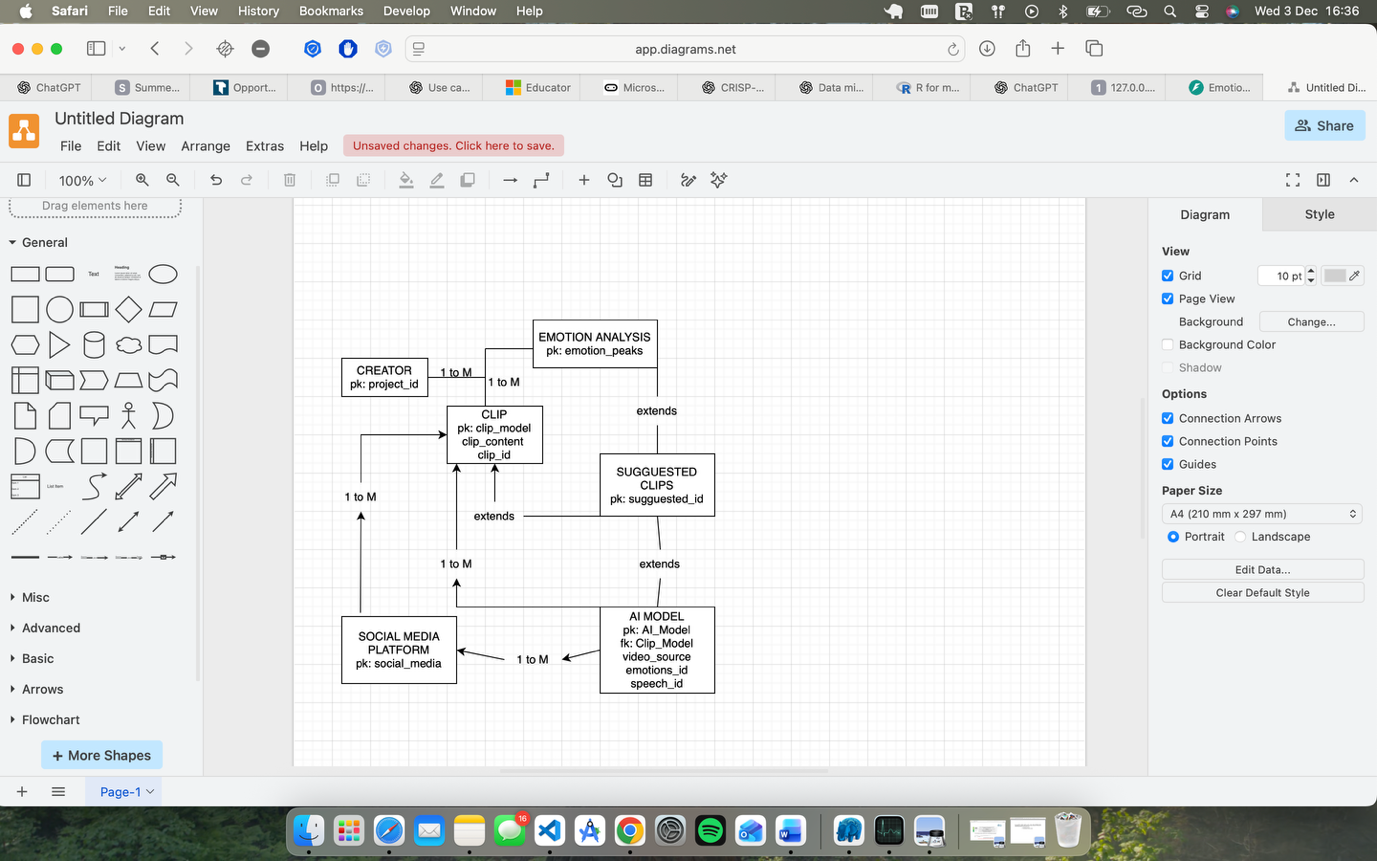 Safari File Edit View History Bookmarks Develop Window Help
Wed 3 Dec 16:36
app.diagrams.net
ChatGPT
Summe...
Opport...
https://...
Use ca...
Educator
Micros...
CRISP-...
Data mi...
R for m...
ChatGPT
127.0.0....
Emotio...
Untitled Di...
Untitled Diagram
Share
File Edit View Arrange Extras Help
Unsaved changes. Click here to save.
100%
Drag elements here
General
Text
Heading
List Item
Misc
Advanced
Basic
Arrows
Flowchart
+ More Shapes
EMOTION ANALYSIS
pk: emotion_peaks
CREATOR
pk: project_id
1 to M
1 to M
CLIP
pk: clip_model
clip_content
clip_id
extends
SUGGUESTED
CLIPS
pk: sugguested_id
1 to M
extends
1 to M
extends
SOCIAL MEDIA
PLATFORM
pk: social_media
1 to M
AI MODEL
pk: AI_Model
fk: Clip_Model
video_source
emotions_id
speech_id
Diagram
Style
View
Grid
10 pt
Page View
Background
Change...
Background Color
Shadow
Options
Connection Arrows
Connection Points
Guides
Paper Size
A4 (210 mm x 297 mm)
Portrait
Landscape
Edit Data...
Clear Default Style
Page-1
16